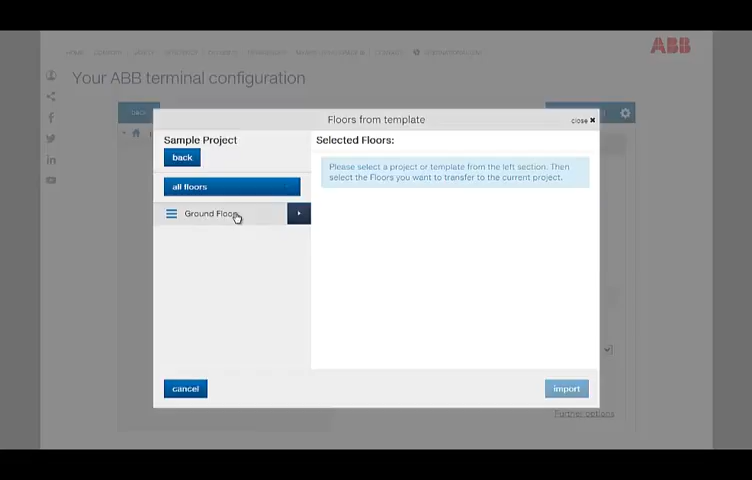 ABB
Your ABB terminal configuration
back
Floors from template
close ✖
Sample Project
back
Selected Floors:
Please select a project or template from the left section. Then
select the Floors you want to transfer to the current project.
all floors
Ground Floor
cancel
import
Further options